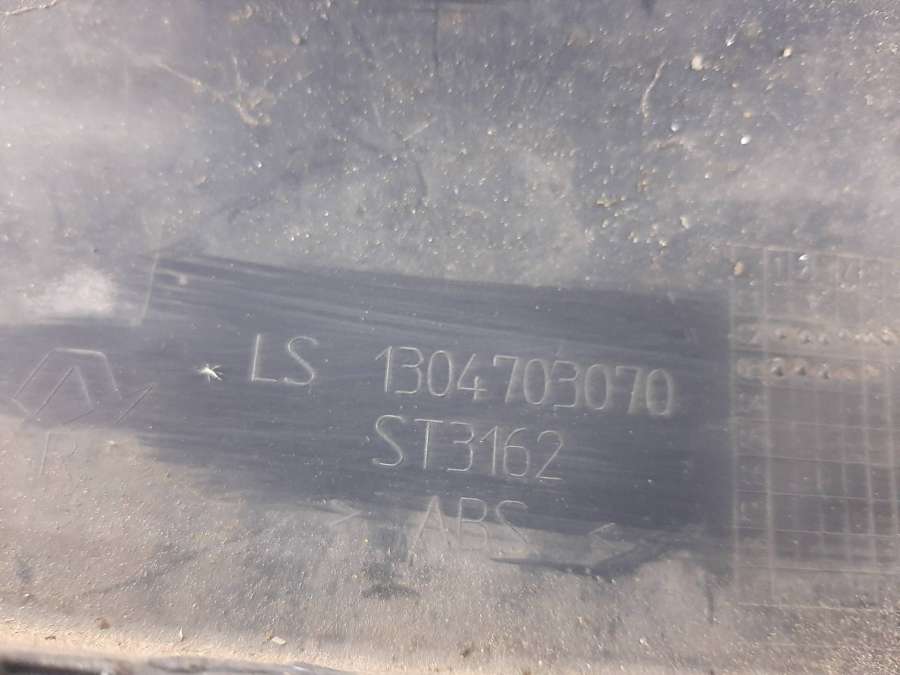 LS 1304703070
ST3162
> ABS <
R